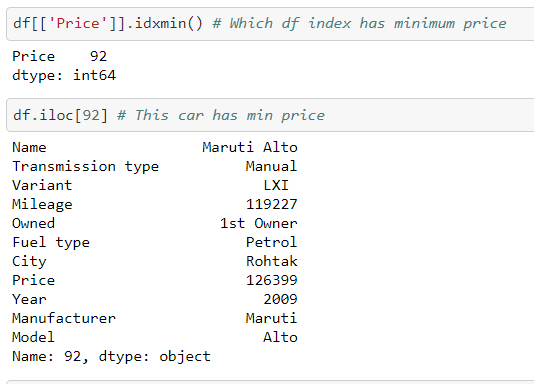 df[['Price']].idxmin() # Which df index has minimum price
Price    92
dtype: int64
df.iloc[92] # This car has min price
Name                 Maruti Alto
Transmission type         Manual
Variant                      LXI
Mileage                   119227
Owned                  1st Owner
Fuel type                 Petrol
City                      Rohtak
Price                     126399
Year                        2009
Manufacturer              Maruti
Model                       Alto
Name: 92, dtype: object